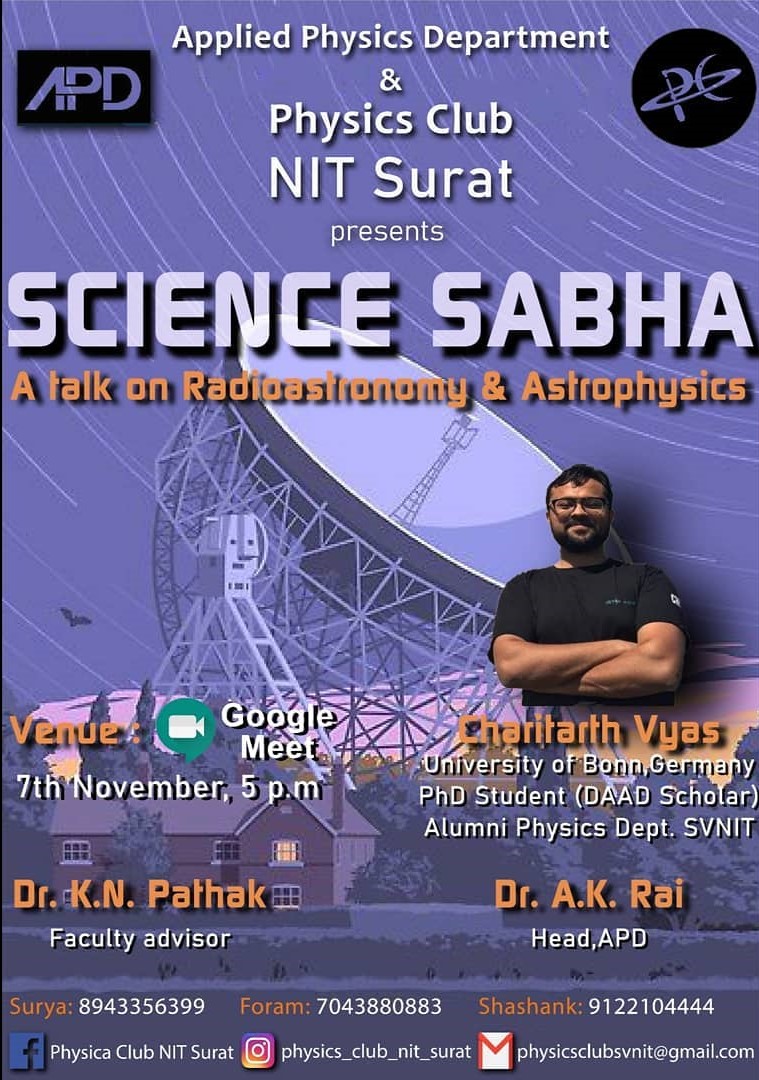 Applied Physics Department
&
Physics Club
NIT Surat
presents
APD
PC
SCIENCE SABHA
A talk on Radioastronomy & Astrophysics
Venue : Google Meet
7th November, 5 p.m
Charitarth Vyas
University of Bonn,Germany
PhD Student (DAAD Scholar)
Alumni Physics Dept. SVNIT
Dr. K.N. Pathak
Faculty advisor
Dr. A.K. Rai
Head,APD
Surya: 8943356399 Foram: 7043880883 Shashank: 9122104444
Physica Club NIT Surat physics_club_nit_surat physicsclubsvnit@gmail.com